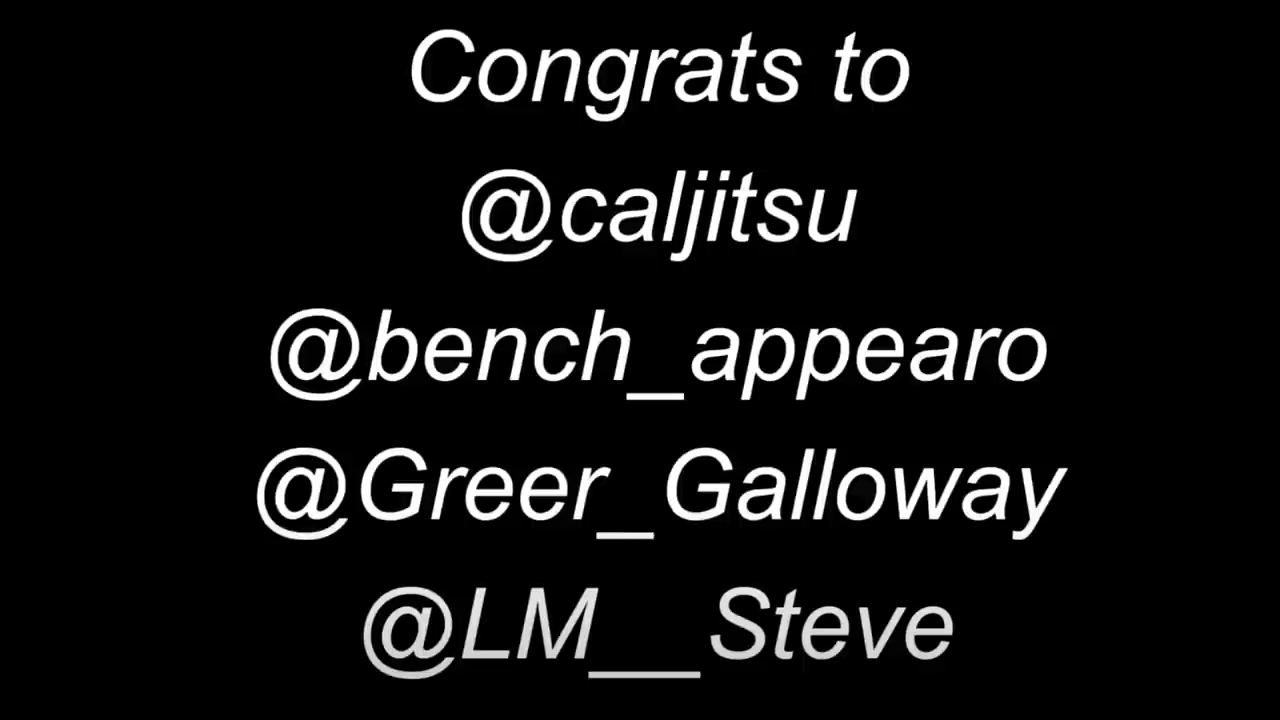 Congrats to
@caljitsu
@bench_appearo
@Greer_Galloway
@LM__Steve